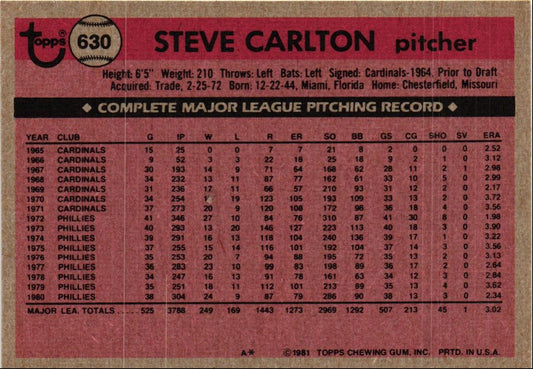 topps 630 STEVE CARLTON pitcher
Height: 6'5" Weight: 210 Throws: Left Bats: Left Signed: Cardinals-1964, Prior to Draft
Acquired: Trade, 2-25-72 Born: 12-22-44, Miami, Florida Home: Chesterfield, Missouri
◆ COMPLETE MAJOR LEAGUE PITCHING RECORD ◆
YEAR CLUB G IP W L R ER SO BB GS CG SHO SV ERA
1965 CARDINALS 15 25 0 0 7 7 21 8 2 0 0 0 2.52
1966 CARDINALS 9 52 3 3 22 18 25 18 9 2 1 0 3.12
1967 CARDINALS 30 193 14 9 71 64 168 62 28 11 2 1 2.98
1968 CARDINALS 34 232 13 11 87 77 162 61 33 10 5 0 2.99
1969 CARDINALS 31 236 17 11 66 57 210 93 31 12 2 0 2.17
1970 CARDINALS 34 254 10 19 123 105 193 109 33 13 2 0 3.72
1971 CARDINALS 37 273 20 9 120 108 172 98 36 18 4 0 3.56
1972 PHILLIES 41 346 27 10 84 76 310 87 41 30 8 0 1.98
1973 PHILLIES 40 293 13 20 146 127 223 113 40 18 3 0 3.90
1974 PHILLIES 39 291 16 13 118 104 240 136 39 17 1 0 3.22
1975 PHILLIES 37 255 15 14 116 101 192 104 37 14 3 0 3.56
1976 PHILLIES 35 253 20 7 94 88 195 72 35 13 2 0 3.13
1977 PHILLIES 36 283 23 10 99 83 198 89 36 17 2 0 2.64
1978 PHILLIES 34 247 16 13 91 78 161 63 34 12 3 0 2.84
1979 PHILLIES 35 251 18 11 112 101 213 89 35 13 4 0 3.62
1980 PHILLIES 38 304 24 9 87 79 286 90 38 13 3 0 2.34
MAJOR LEA. TOTALS 525 3788 249 169 1443 1273 2969 1292 507 213 45 1 3.02
A* ©1981 TOPPS CHEWING GUM, INC. PRTD. IN U.S.A.